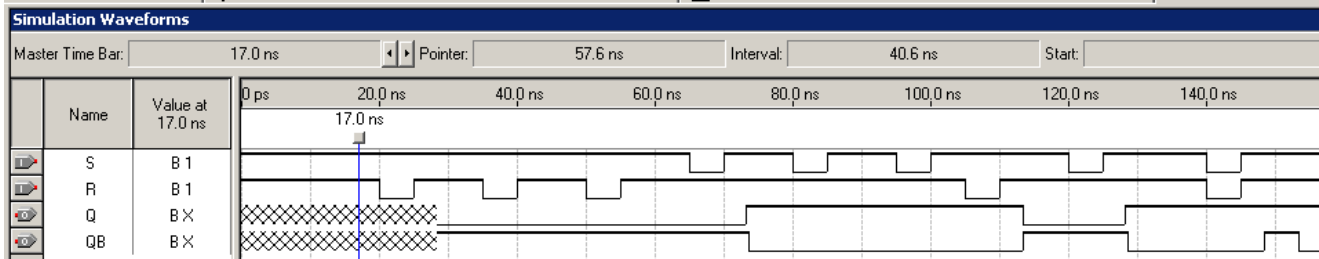 Simulation Waveforms
Master Time Bar: 17.0 ns Pointer: 57.6 ns Interval: 40.6 ns Start:
Name Value at 17.0 ns 0 ps 20.0 ns 40.0 ns 60.0 ns 80.0 ns 100.0 ns 120.0 ns 140.0 ns
17.0 ns
S B 1
R B 1
Q B X
QB B X